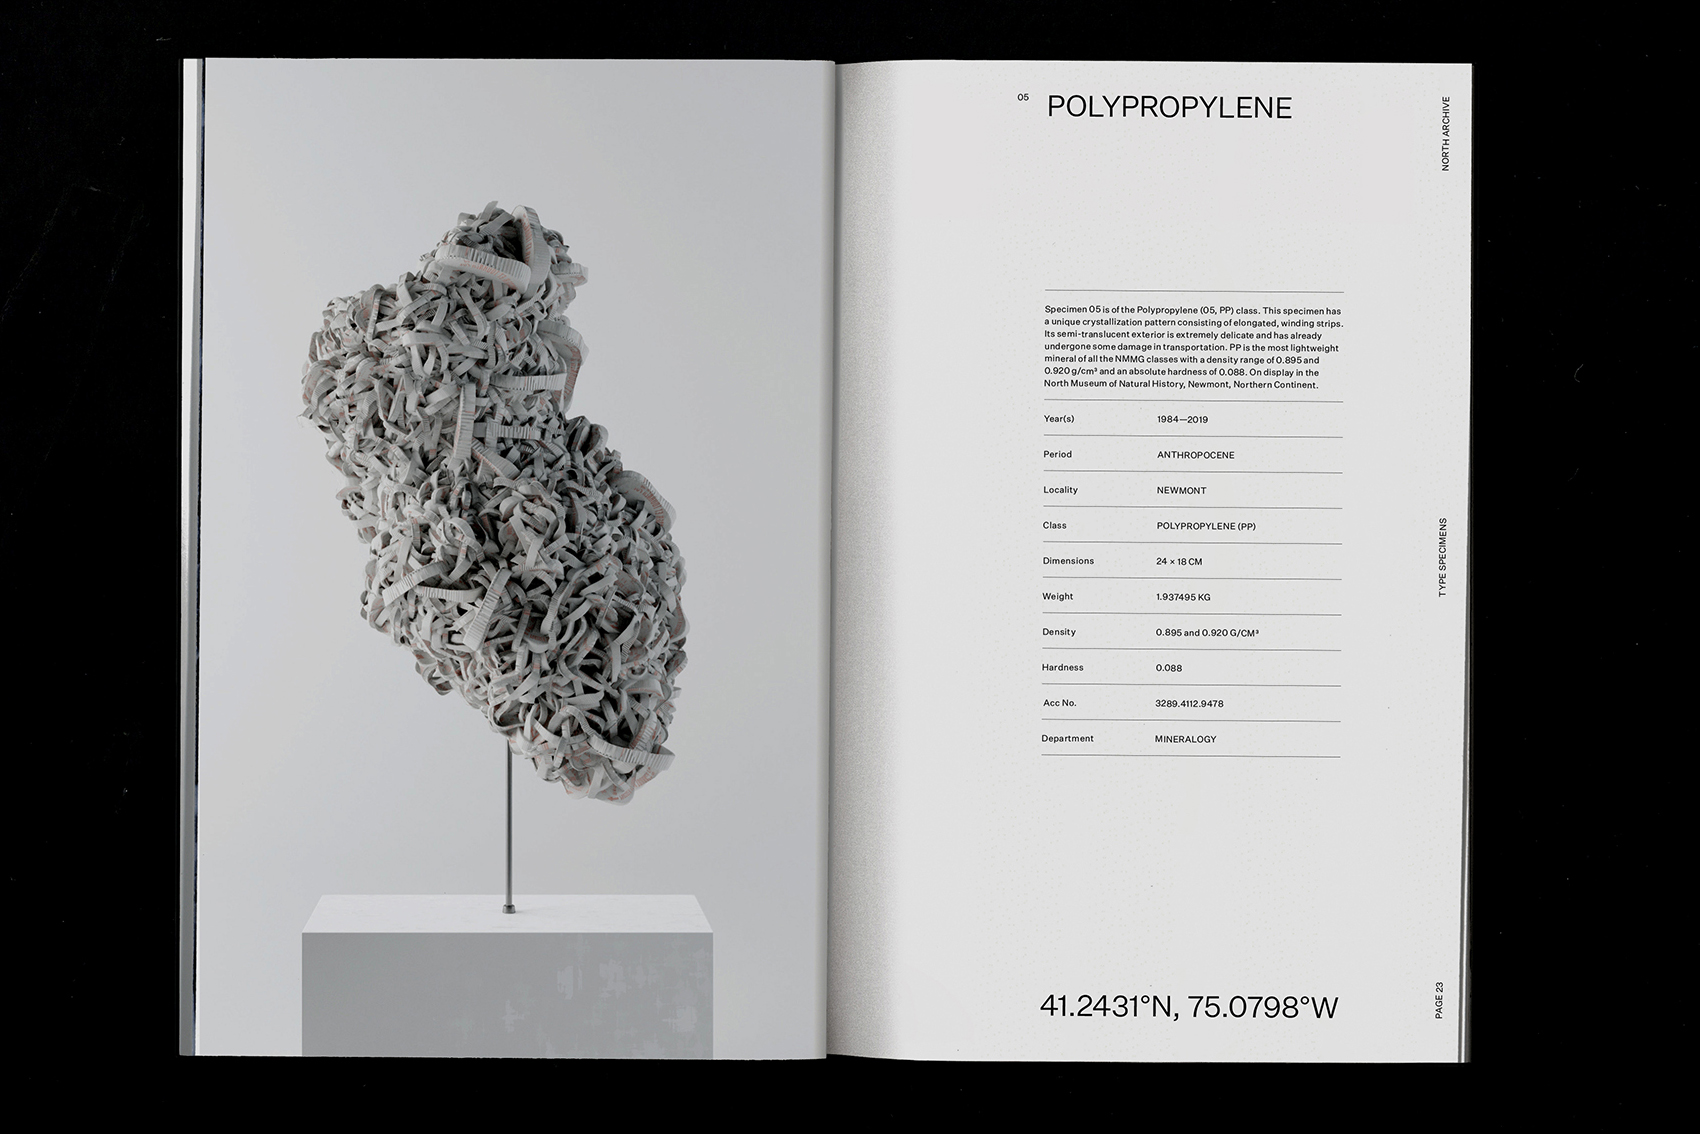 05 POLYPROPYLENE
NORTH ARCHIVE
Specimen 05 is of the Polypropylene (05, PP) class. This specimen has
a unique crystallization pattern consisting of elongated, winding strips.
Its semi-translucent exterior is extremely delicate and has already
undergone some damage in transportation. PP is the most lightweight
mineral of all the NMMG classes with a density range of 0.895 and
0.920 g/cm³ and an absolute hardness of 0.088. On display in the
North Museum of Natural History, Newmont, Northern Continent.
Year(s) 1984—2019
Period ANTHROPOCENE
Locality NEWMONT
Class POLYPROPYLENE (PP)
Dimensions 24 × 18 CM
Weight 1.937495 KG
Density 0.895 and 0.920 G/CM³
Hardness 0.088
Acc No. 3289.4112.9478
Department MINERALOGY
TYPE SPECIMENS
41.2431°N, 75.0798°W
PAGE 23